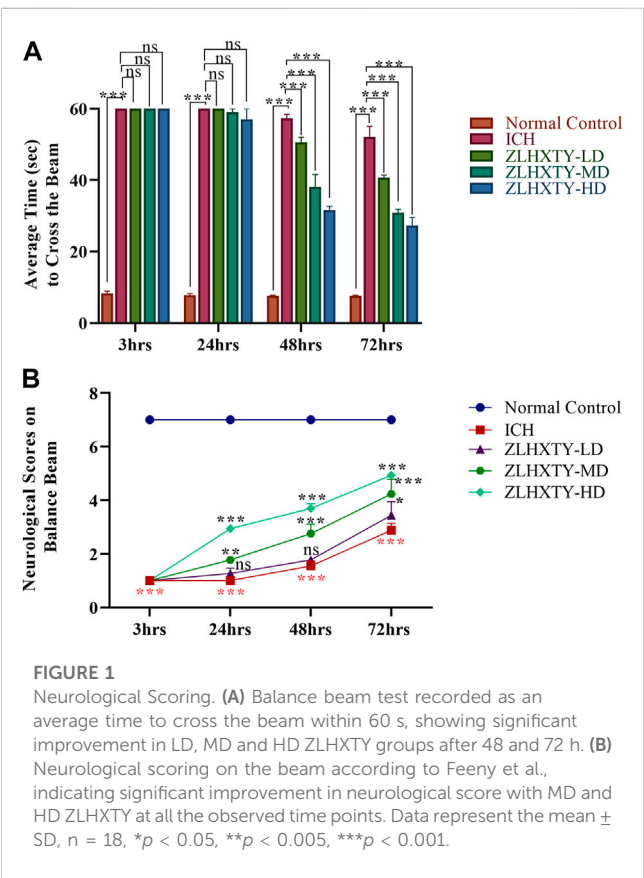 A
ns
ns
ns
***
ns
ns
ns
***
***
***
***
***
***
***
***
***
60
40
20
0
Average Time (sec)
to Cross the Beam
3hrs
24hrs
48hrs
72hrs
Normal Control
ICH
ZLHXTY-LD
ZLHXTY-MD
ZLHXTY-HD
B
8
6
4
2
0
Neurological Scores on
Balance Beam
***
***
**
ns
***
***
***
ns
***
***
***
*
***
3hrs
24hrs
48hrs
72hrs
Normal Control
ICH
ZLHXTY-LD
ZLHXTY-MD
ZLHXTY-HD
FIGURE 1
Neurological Scoring. (A) Balance beam test recorded as an
average time to cross the beam within 60 s, showing significant
improvement in LD, MD and HD ZLHXTY groups after 48 and 72 h. (B)
Neurological scoring on the beam according to Feeny et al.,
indicating significant improvement in neurological score with MD and
HD ZLHXTY at all the observed time points. Data represent the mean ±
SD, n = 18, *p < 0.05, **p < 0.005, ***p < 0.001.